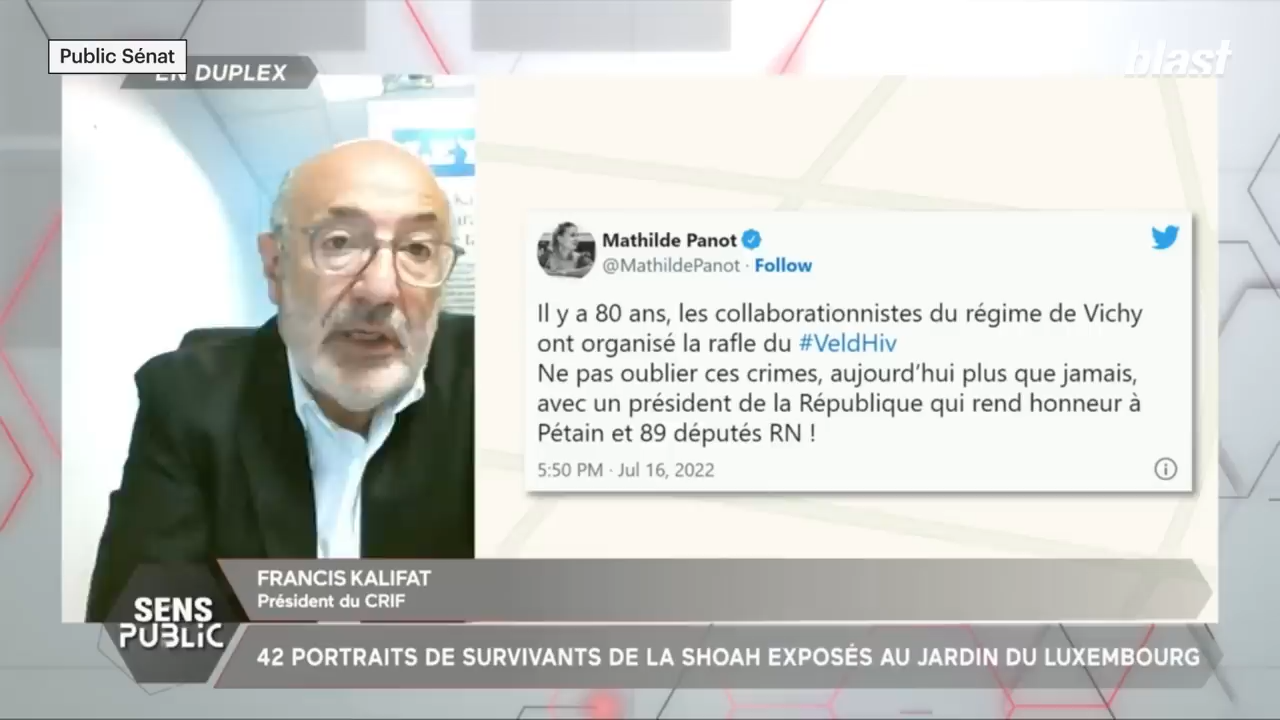 Public Sénat
EN DUPLEX
blast
Mathilde Panot
@MathildePanot · Follow
Il y a 80 ans, les collaborationnistes du régime de Vichy
ont organisé la rafle du #VeldHiv
Ne pas oublier ces crimes, aujourd'hui plus que jamais,
avec un président de la République qui rend honneur à
Pétain et 89 députés RN !
5:50 PM · Jul 16, 2022
FRANCIS KALIFAT
Président du CRIF
SENS
PUBLIC
42 PORTRAITS DE SURVIVANTS DE LA SHOAH EXPOSÉS AU JARDIN DU LUXEMBOURG